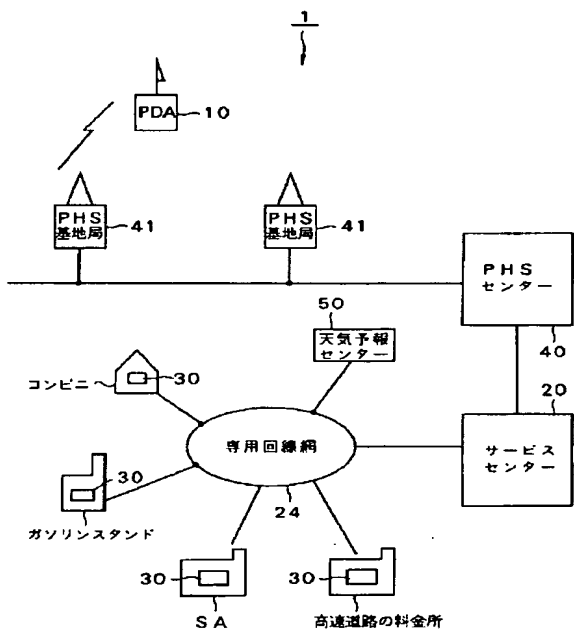 1
PDA
10
PHS
基地局
41
PHS
基地局
41
PHS
センター
40
50
天気予報
センター
コンビニ
30
専用回線網
24
20
サービス
センター
30
ガソリンスタンド
30
SA
30
高速道路の料金所